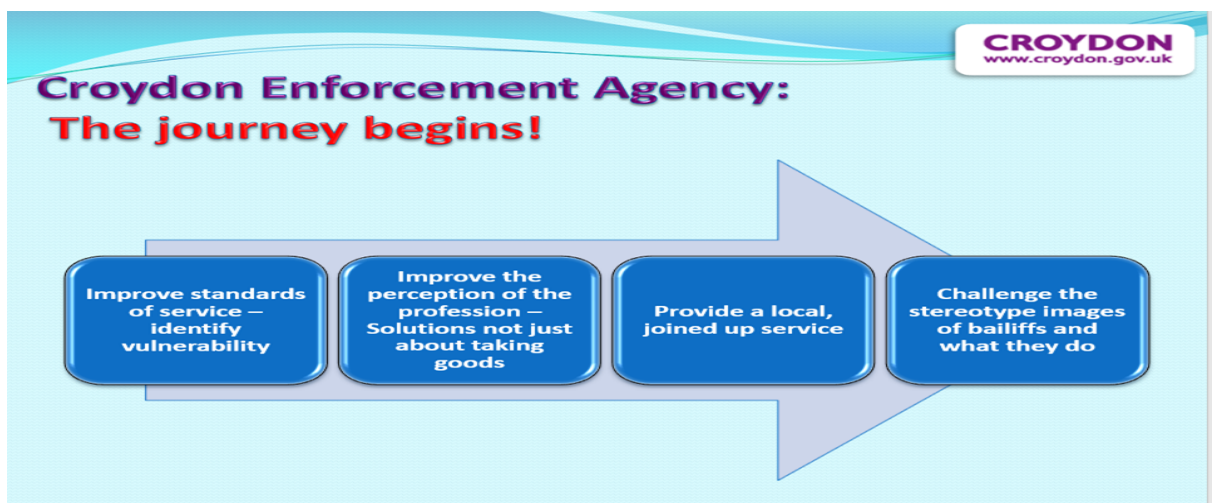 CROYDON
www.croydon.gov.uk
Croydon Enforcement Agency:
The journey begins!
Improve standards
of service –
identify
vulnerability
Improve the
perception of the
profession –
Solutions not just
about taking
goods
Provide a local,
joined up service
Challenge the
stereotype images
of bailiffs and
what they do